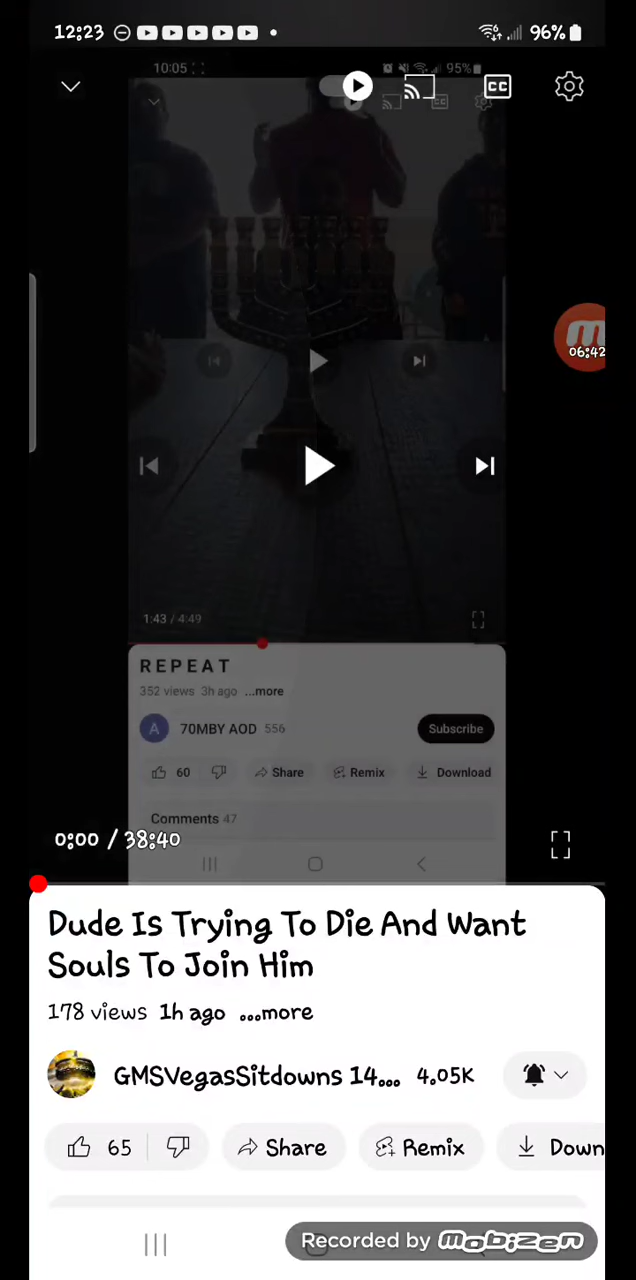 12:23
96%
10:05
95%
CC
06:42
1:43 / 4:49
REPEAT
352 views 3h ago ...more
A 70MBY AOD 556 Subscribe
60 Share Remix Download
Comments 47
0:00 / 38:40
Dude Is Trying To Die And Want
Souls To Join Him
178 views 1h ago ...more
GMSVegasSitdowns 14... 4.05K
65 Share Remix Down
Recorded by mobizen